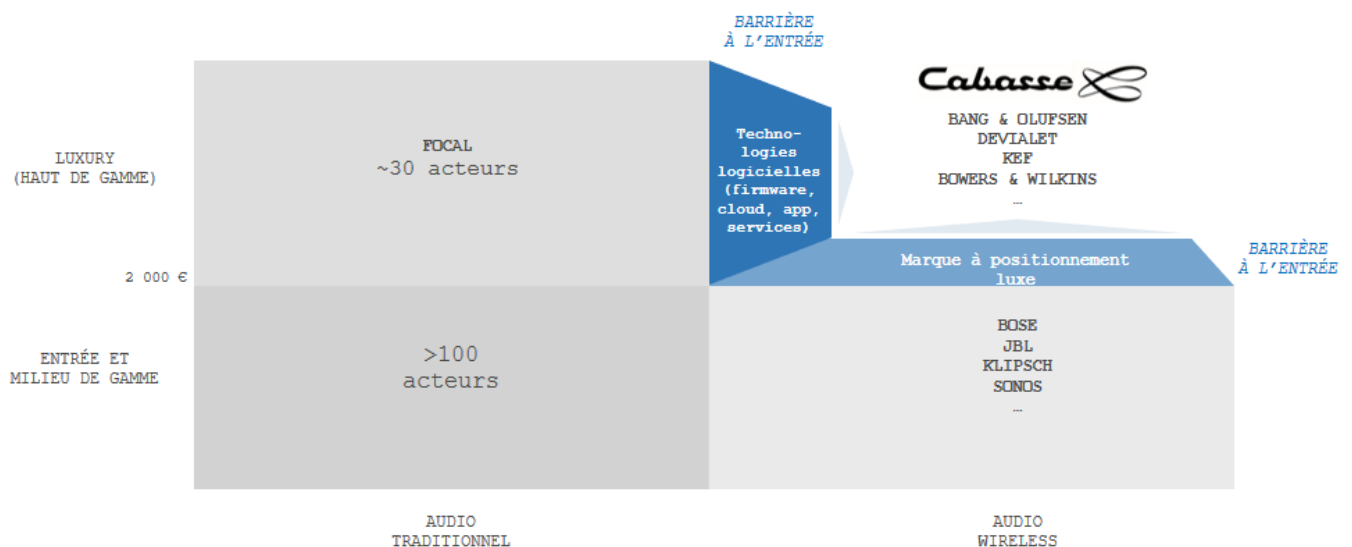 BARRIÈRE
À L’ENTRÉE
Cabasse
BANG & OLUFSEN
DEVIALET
KEF
BOWERS & WILKINS
…
Techno-
logies
logicielles
(firmware,
cloud, app,
services)
FOCAL
~30 acteurs
LUXURY
(HAUT DE GAMME)
2 000 €
Marque à positionnement
luxe
BARRIÈRE
À L’ENTRÉE
ENTRÉE ET
MILIEU DE GAMME
>100
acteurs
BOSE
JBL
KLIPSCH
SONOS
…
AUDIO
TRADITIONNEL
AUDIO
WIRELESS